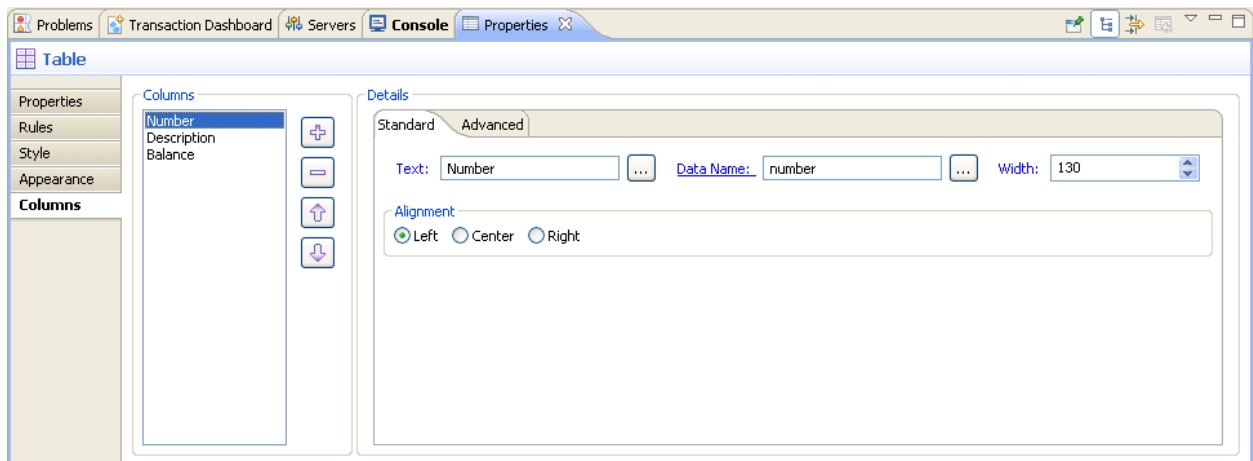 Problems Transaction Dashboard Servers Console Properties
Table
Properties
Rules
Style
Appearance
Columns
Columns
Number
Description
Balance
Details
Standard Advanced
Text: Number ... Data Name: number ... Width: 130
Alignment
Left Center Right